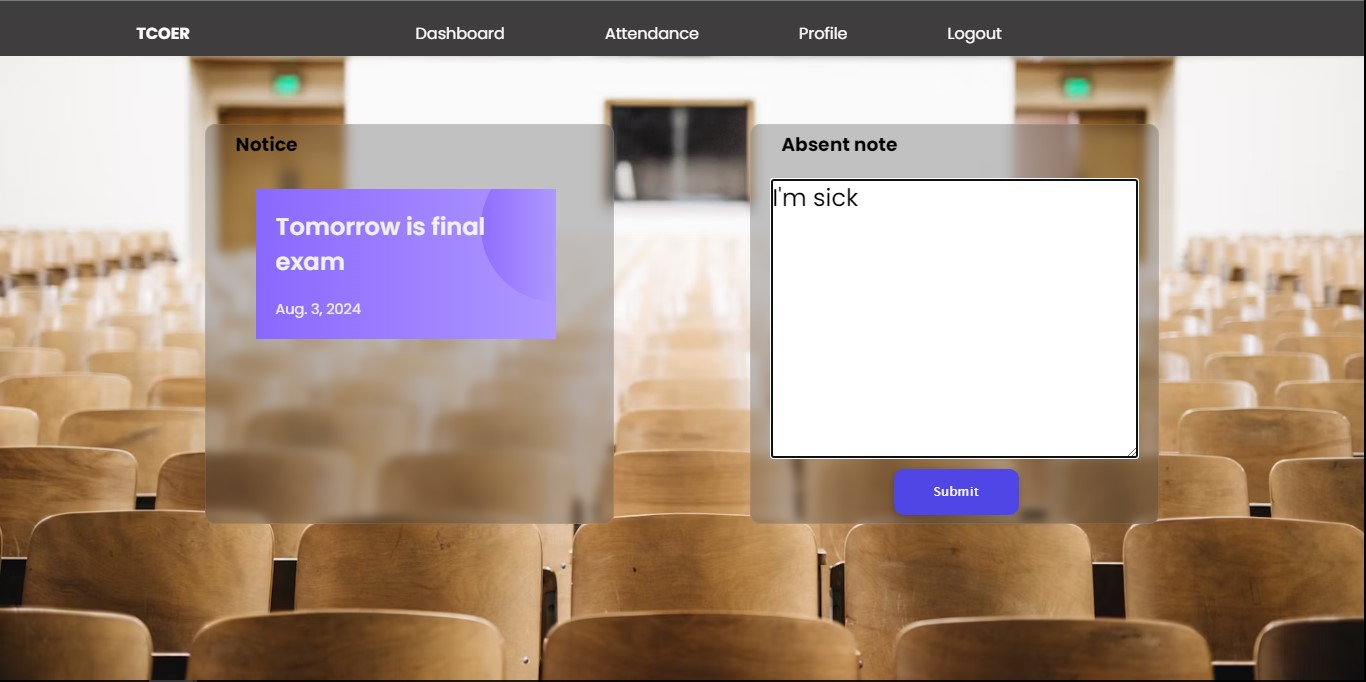 TCOER Dashboard Attendance Profile Logout
Notice
Tomorrow is final
exam
Aug. 3, 2024
Absent note
I'm sick
Submit